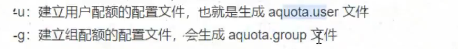 -u：建立用户配额的配置文件，也就是生成 aquota.user 文件
-g：建立组配额的配置文件，会生成 aquota.group 文件